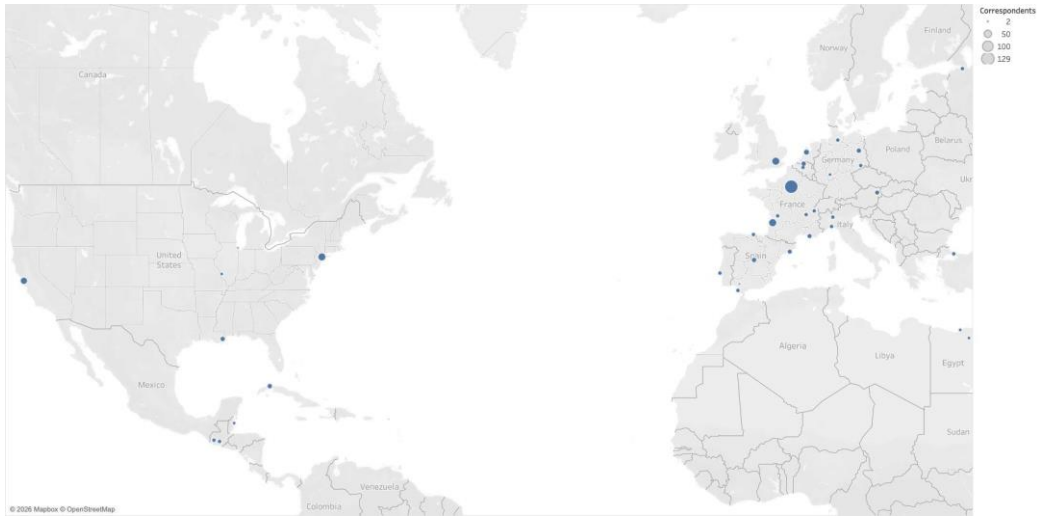 Correspondents
2
50
100
129
Finland
Norway
Canada
Belarus
Poland
Germany
Ukr
France
United
States
Italy
Spain
Algeria
Libya
Egypt
Mexico
Sudan
Venezuela
Colombia
© 2026 Mapbox © OpenStreetMap